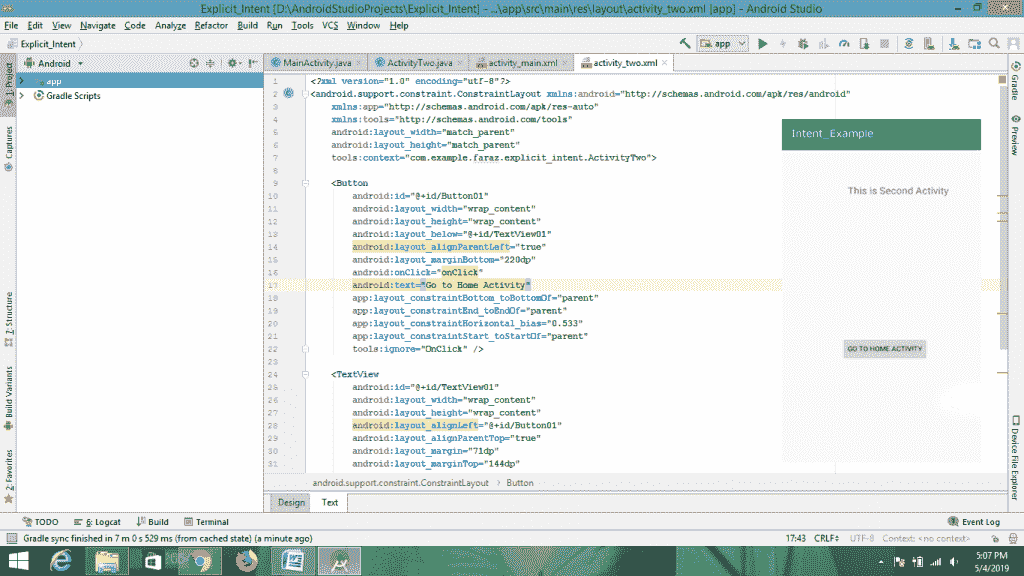 Explicit_Intent [D:\AndroidStudioProjects\Explicit_Intent] - ...\app\src\main\res\layout\activity_two.xml [app] - Android Studio
File Edit View Navigate Code Analyze Refactor Build Run Tools VCS Window Help
Explicit_Intent
app
Android
MainActivity.java
ActivityTwo.java
activity_main.xml
activity_two.xml
app
Gradle Scripts
1: Project
Captures
Z: Structure
Build Variants
2: Favorites
Gradle
Preview
Device File Explorer
1 <?xml version="1.0" encoding="utf-8"?>
2 <android.support.constraint.ConstraintLayout xmlns:android="http://schemas.android.com/apk/res/android"
3 xmlns:app="http://schemas.android.com/apk/res-auto"
4 xmlns:tools="http://schemas.android.com/tools"
5 android:layout_width="match_parent"
6 android:layout_height="match_parent"
7 tools:context="com.example.faraz.explicit_intent.ActivityTwo">
8
9 <Button
10 android:id="@+id/Button01"
11 android:layout_width="wrap_content"
12 android:layout_height="wrap_content"
13 android:layout_below="@+id/TextView01"
14 android:layout_alignParentLeft="true"
15 android:layout_marginBottom="220dp"
16 android:onClick="onClick"
17 android:text="Go to Home Activity"
18 app:layout_constraintBottom_toBottomOf="parent"
19 app:layout_constraintEnd_toEndOf="parent"
20 app:layout_constraintHorizontal_bias="0.533"
21 app:layout_constraintStart_toStartOf="parent"
22 tools:ignore="OnClick" />
23
24 <TextView
25 android:id="@+id/TextView01"
26 android:layout_width="wrap_content"
27 android:layout_height="wrap_content"
28 android:layout_alignLeft="@+id/Button01"
29 android:layout_alignParentTop="true"
30 android:layout_margin="71dp"
31 android:layout_marginTop="144dp"
Intent_Example
This is Second Activity
GO TO HOME ACTIVITY
android.support.constraint.ConstraintLayout › Button
Design Text
TODO 6: Logcat Build Terminal Event Log
Gradle sync finished in 7 m 0 s 529 ms (from cached state) (a minute ago) 17:43 CRLF UTF-8 Context: <no context>
5:07 PM
5/4/2019